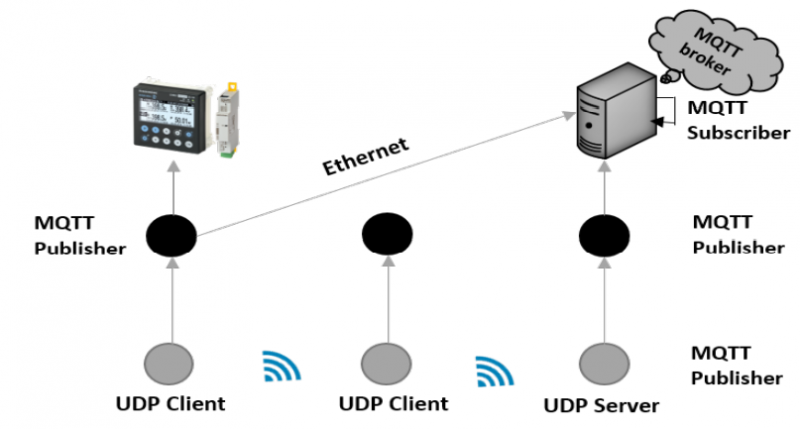 MQTT
broker
MQTT
Subscriber
Ethernet
MQTT
Publisher
MQTT
Publisher
MQTT
Publisher
UDP Client
UDP Client
UDP Server